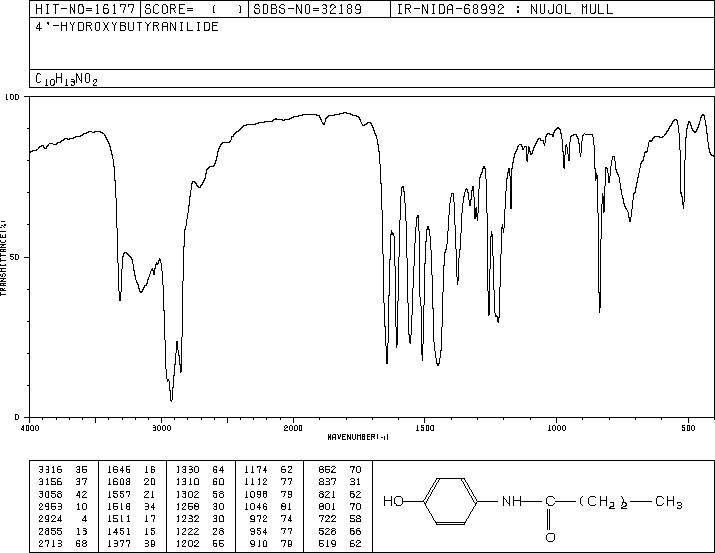 HIT-NO=16177 SCORE= ( ) SDBS-NO=32189 IR-NIDA-68992 : NUJOL MULL
4'-HYDROXYBUTYRANILIDE
C10H13NO2
100
50
0
TRANSMITTANCE(%)
4000 3000 2000 1500 1000 500
WAVENUMBER(-1)
3316 35 1646 16 1330 64 1174 62 852 70
3156 37 1608 20 1310 60 1112 77 837 31
3058 42 1557 21 1302 58 1098 79 821 62
2953 10 1518 34 1258 30 1046 81 801 70
2924 4 1511 17 1232 30 972 74 722 58
2855 13 1451 15 1222 28 954 77 528 66
2713 68 1377 39 1202 55 910 79 519 62
HO NH C (CH2)2 CH3
O